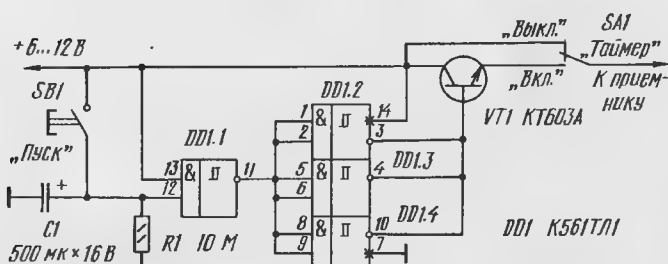 +6...12 В
SB1
„Пуск"
C1
500 мк × 16 В
R1 10 М
DD1.1
13
12
&
11
DD1.2
1
2
&
14
3
DD1.3
5
6
&
4
DD1.4
8
9
&
10
7
„Выкл."
SA1
„Таймер"
„Вкл."
К прием-
нику
VT1 КТ603А
DD1 К561ТЛ1